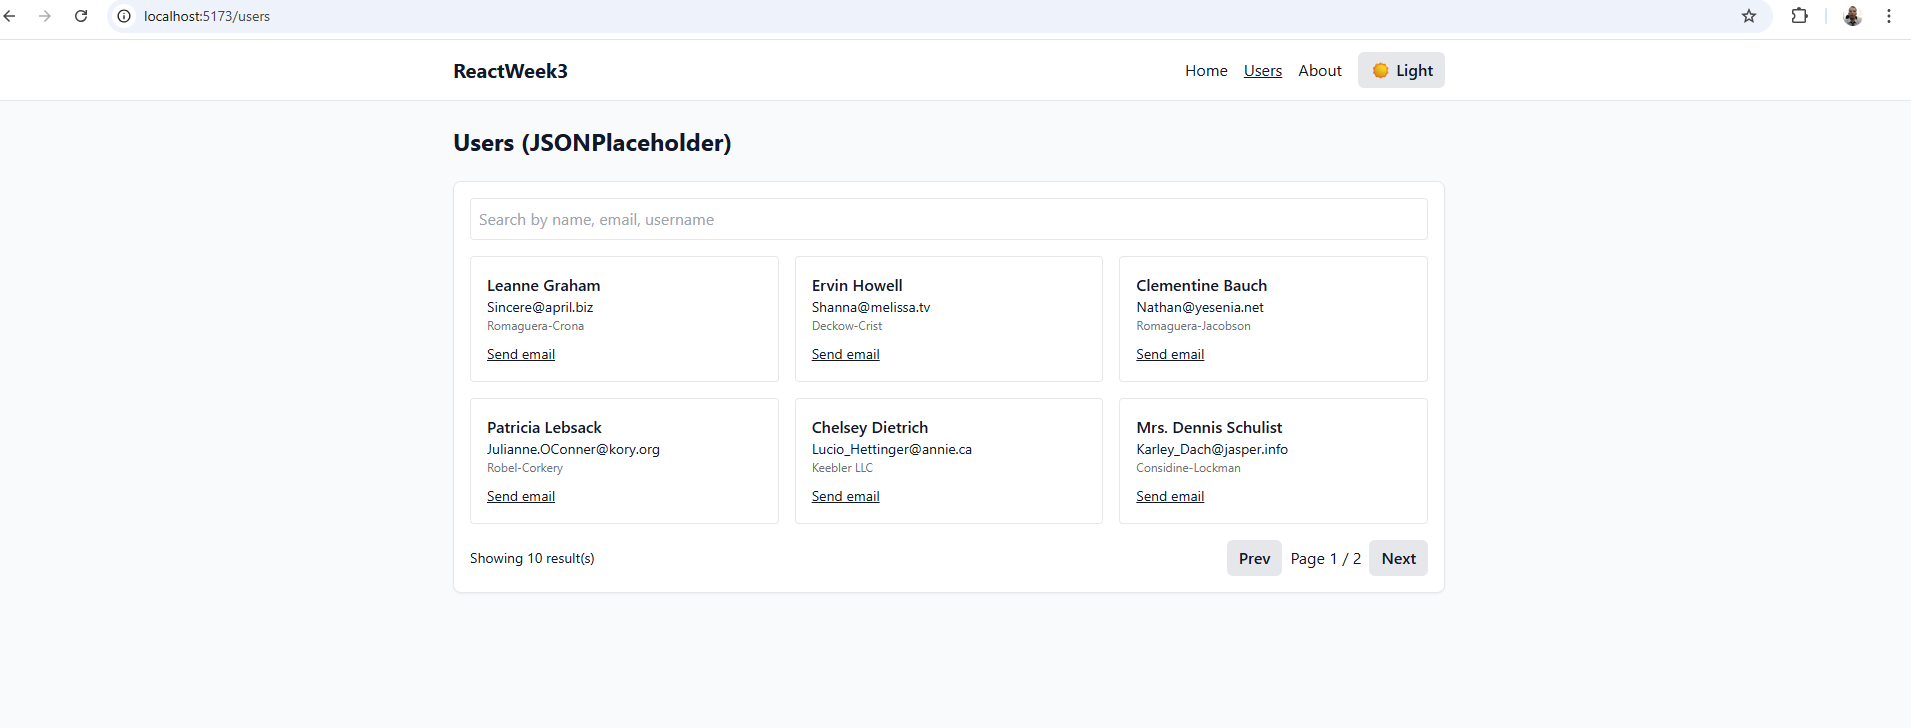 localhost:5173/users
ReactWeek3
Home Users About Light
Users (JSONPlaceholder)
Search by name, email, username
Leanne Graham
Sincere@april.biz
Romaguera-Crona
Send email
Ervin Howell
Shanna@melissa.tv
Deckow-Crist
Send email
Clementine Bauch
Nathan@yesenia.net
Romaguera-Jacobson
Send email
Patricia Lebsack
Julianne.OConner@kory.org
Robel-Corkery
Send email
Chelsey Dietrich
Lucio_Hettinger@annie.ca
Keebler LLC
Send email
Mrs. Dennis Schulist
Karley_Dach@jasper.info
Considine-Lockman
Send email
Showing 10 result(s)
Prev Page 1 / 2 Next